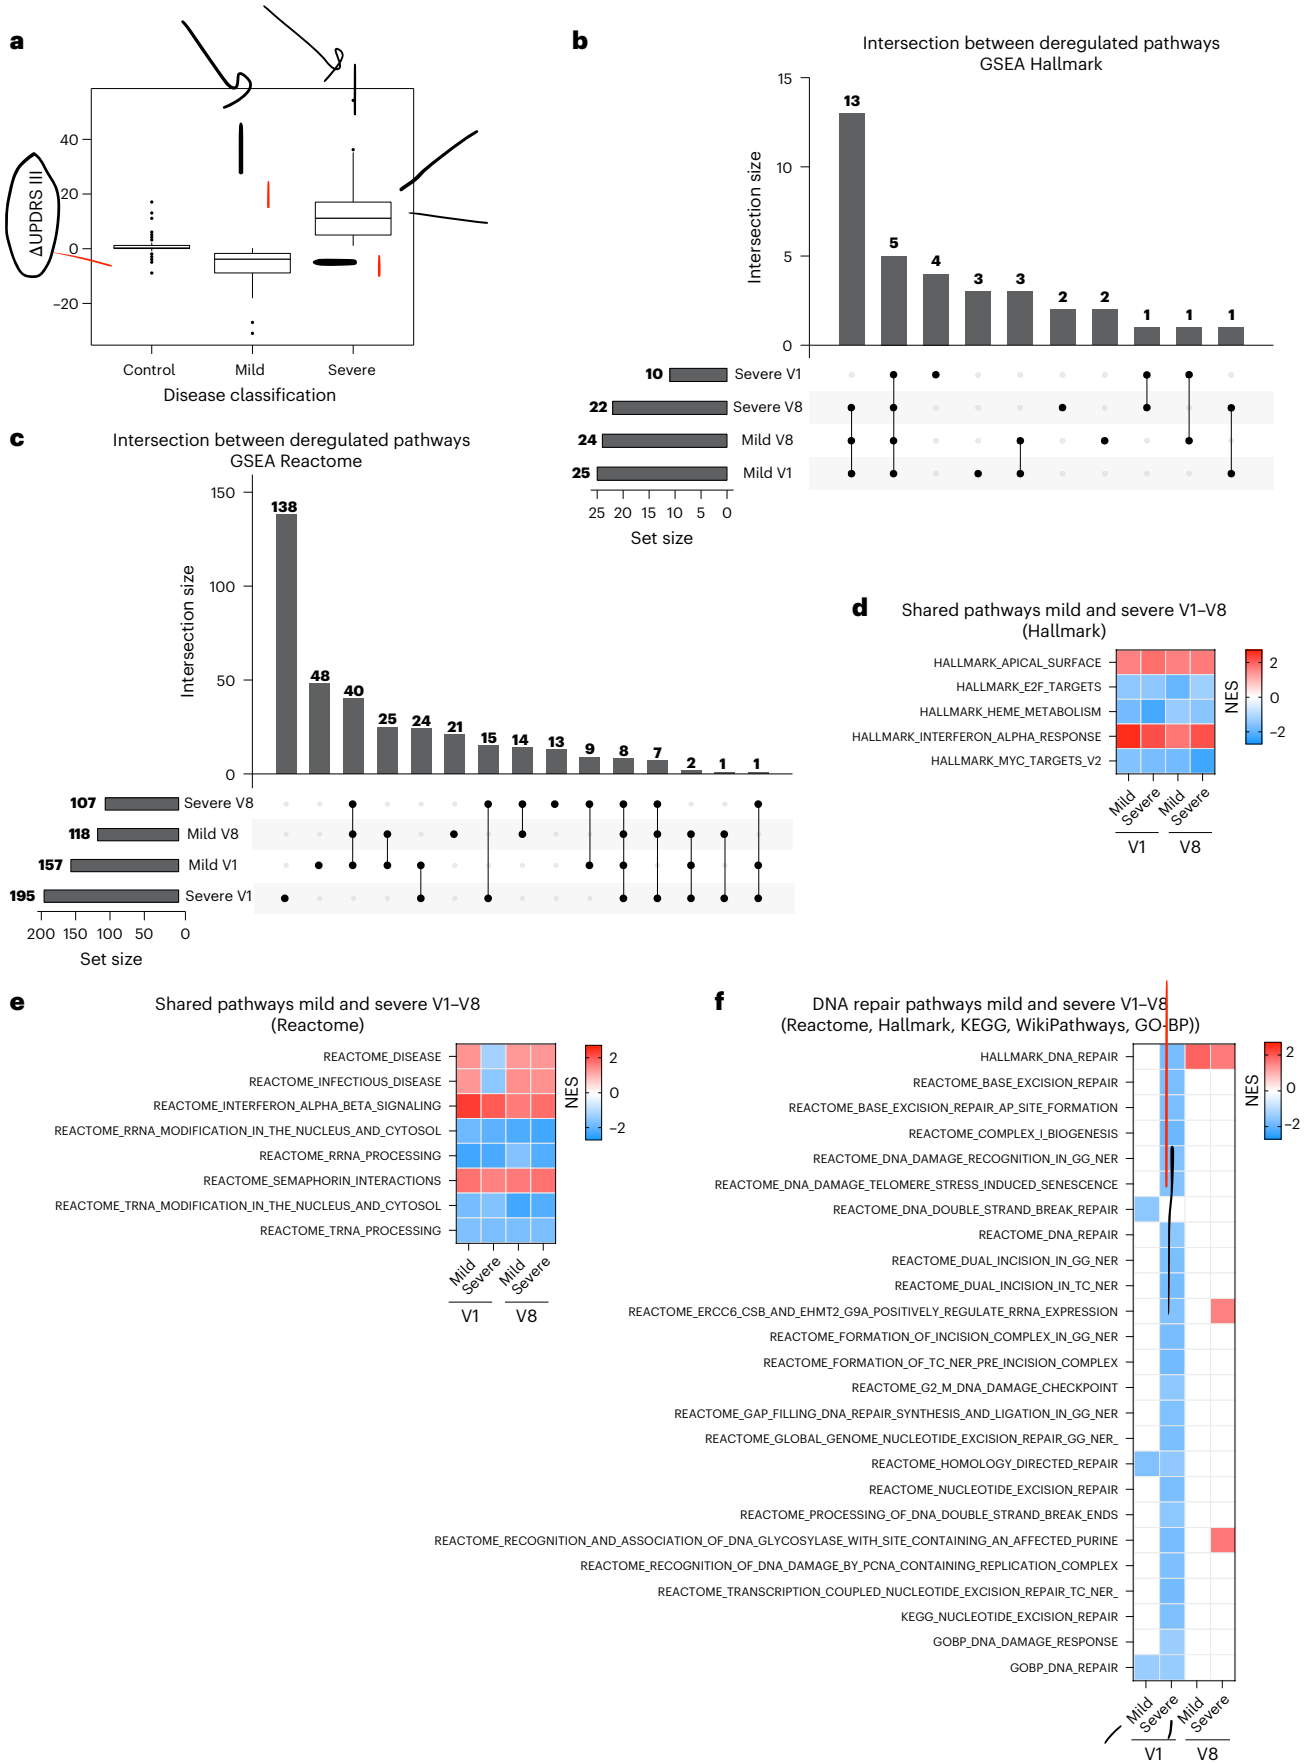 a
ΔUPDRS III
40
20
0
−20
Control
Mild
Severe
Disease classification
b
Intersection between deregulated pathways
GSEA Hallmark
Intersection size
15
10
5
0
13
5
4
3
3
2
2
1
1
1
10 Severe V1
22 Severe V8
24 Mild V8
25 Mild V1
25 20 15 10 5 0
Set size
c
Intersection between deregulated pathways
GSEA Reactome
Intersection size
150
100
50
0
138
48
40
25
24
21
15
14
13
9
8
7
2
1
1
107 Severe V8
118 Mild V8
157 Mild V1
195 Severe V1
200 150 100 50 0
Set size
d
Shared pathways mild and severe V1–V8
(Hallmark)
HALLMARK_APICAL_SURFACE
HALLMARK_E2F_TARGETS
HALLMARK_HEME_METABOLISM
HALLMARK_INTERFERON_ALPHA_RESPONSE
HALLMARK_MYC_TARGETS_V2
Mild
Severe
Mild
Severe
V1
V8
NES
2
0
−2
e
Shared pathways mild and severe V1–V8
(Reactome)
REACTOME_DISEASE
REACTOME_INFECTIOUS_DISEASE
REACTOME_INTERFERON_ALPHA_BETA_SIGNALING
REACTOME_RRNA_MODIFICATION_IN_THE_NUCLEUS_AND_CYTOSOL
REACTOME_RRNA_PROCESSING
REACTOME_SEMAPHORIN_INTERACTIONS
REACTOME_TRNA_MODIFICATION_IN_THE_NUCLEUS_AND_CYTOSOL
REACTOME_TRNA_PROCESSING
Mild
Severe
Mild
Severe
V1
V8
NES
2
0
−2
f
DNA repair pathways mild and severe V1–V8
(Reactome, Hallmark, KEGG, WikiPathways, GO-BP))
HALLMARK_DNA_REPAIR
REACTOME_BASE_EXCISION_REPAIR
REACTOME_BASE_EXCISION_REPAIR_AP_SITE_FORMATION
REACTOME_COMPLEX_I_BIOGENESIS
REACTOME_DNA_DAMAGE_RECOGNITION_IN_GG_NER
REACTOME_DNA_DAMAGE_TELOMERE_STRESS_INDUCED_SENESCENCE
REACTOME_DNA_DOUBLE_STRAND_BREAK_REPAIR
REACTOME_DNA_REPAIR
REACTOME_DUAL_INCISION_IN_GG_NER
REACTOME_DUAL_INCISION_IN_TC_NER
REACTOME_ERCC6_CSB_AND_EHMT2_G9A_POSITIVELY_REGULATE_RRNA_EXPRESSION
REACTOME_FORMATION_OF_INCISION_COMPLEX_IN_GG_NER
REACTOME_FORMATION_OF_TC_NER_PRE_INCISION_COMPLEX
REACTOME_G2_M_DNA_DAMAGE_CHECKPOINT
REACTOME_GAP_FILLING_DNA_REPAIR_SYNTHESIS_AND_LIGATION_IN_GG_NER
REACTOME_GLOBAL_GENOME_NUCLEOTIDE_EXCISION_REPAIR_GG_NER_
REACTOME_HOMOLOGY_DIRECTED_REPAIR
REACTOME_NUCLEOTIDE_EXCISION_REPAIR
REACTOME_PROCESSING_OF_DNA_DOUBLE_STRAND_BREAK_ENDS
REACTOME_RECOGNITION_AND_ASSOCIATION_OF_DNA_GLYCOSYLASE_WITH_SITE_CONTAINING_AN_AFFECTED_PURINE
REACTOME_RECOGNITION_OF_DNA_DAMAGE_BY_PCNA_CONTAINING_REPLICATION_COMPLEX
REACTOME_TRANSCRIPTION_COUPLED_NUCLEOTIDE_EXCISION_REPAIR_TC_NER_
KEGG_NUCLEOTIDE_EXCISION_REPAIR
GOBP_DNA_DAMAGE_RESPONSE
GOBP_DNA_REPAIR
Mild
Severe
Mild
Severe
V1
V8
NES
2
0
−2